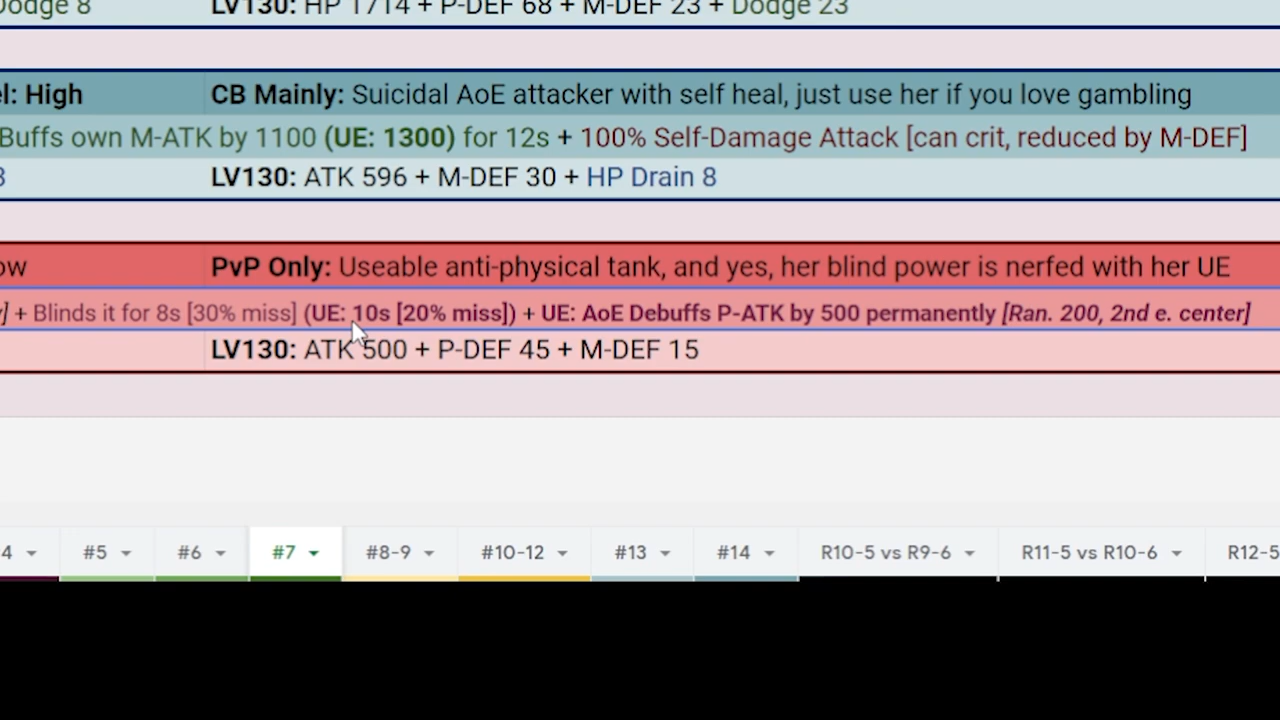 Dodge 8 LV130: HP 1714 + P-DEF 68 + M-DEF 23 + Dodge 23
l: High CB Mainly: Suicidal AoE attacker with self heal, just use her if you love gambling
Buffs own M-ATK by 1100 (UE: 1300) for 12s + 100% Self-Damage Attack [can crit, reduced by M-DEF]
LV130: ATK 596 + M-DEF 30 + HP Drain 8
ow PvP Only: Useable anti-physical tank, and yes, her blind power is nerfed with her UE
] + Blinds it for 8s [30% miss] (UE: 10s [20% miss]) + UE: AoE Debuffs P-ATK by 500 permanently [Ran. 200, 2nd e. center]
LV130: ATK 500 + P-DEF 45 + M-DEF 15
4 #5 #6 #7 #8-9 #10-12 #13 #14 R10-5 vs R9-6 R11-5 vs R10-6 R12-5